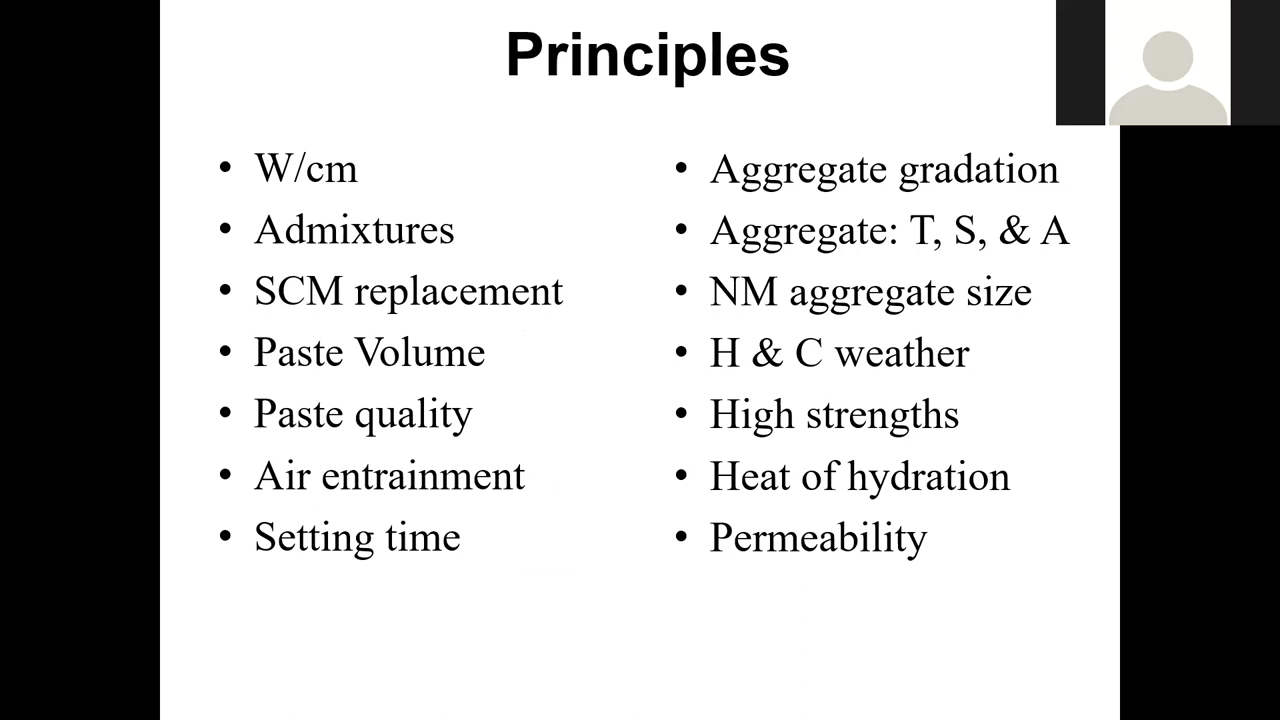 Principles
• W/cm
• Admixtures
• SCM replacement
• Paste Volume
• Paste quality
• Air entrainment
• Setting time
• Aggregate gradation
• Aggregate: T, S, & A
• NM aggregate size
• H & C weather
• High strengths
• Heat of hydration
• Permeability